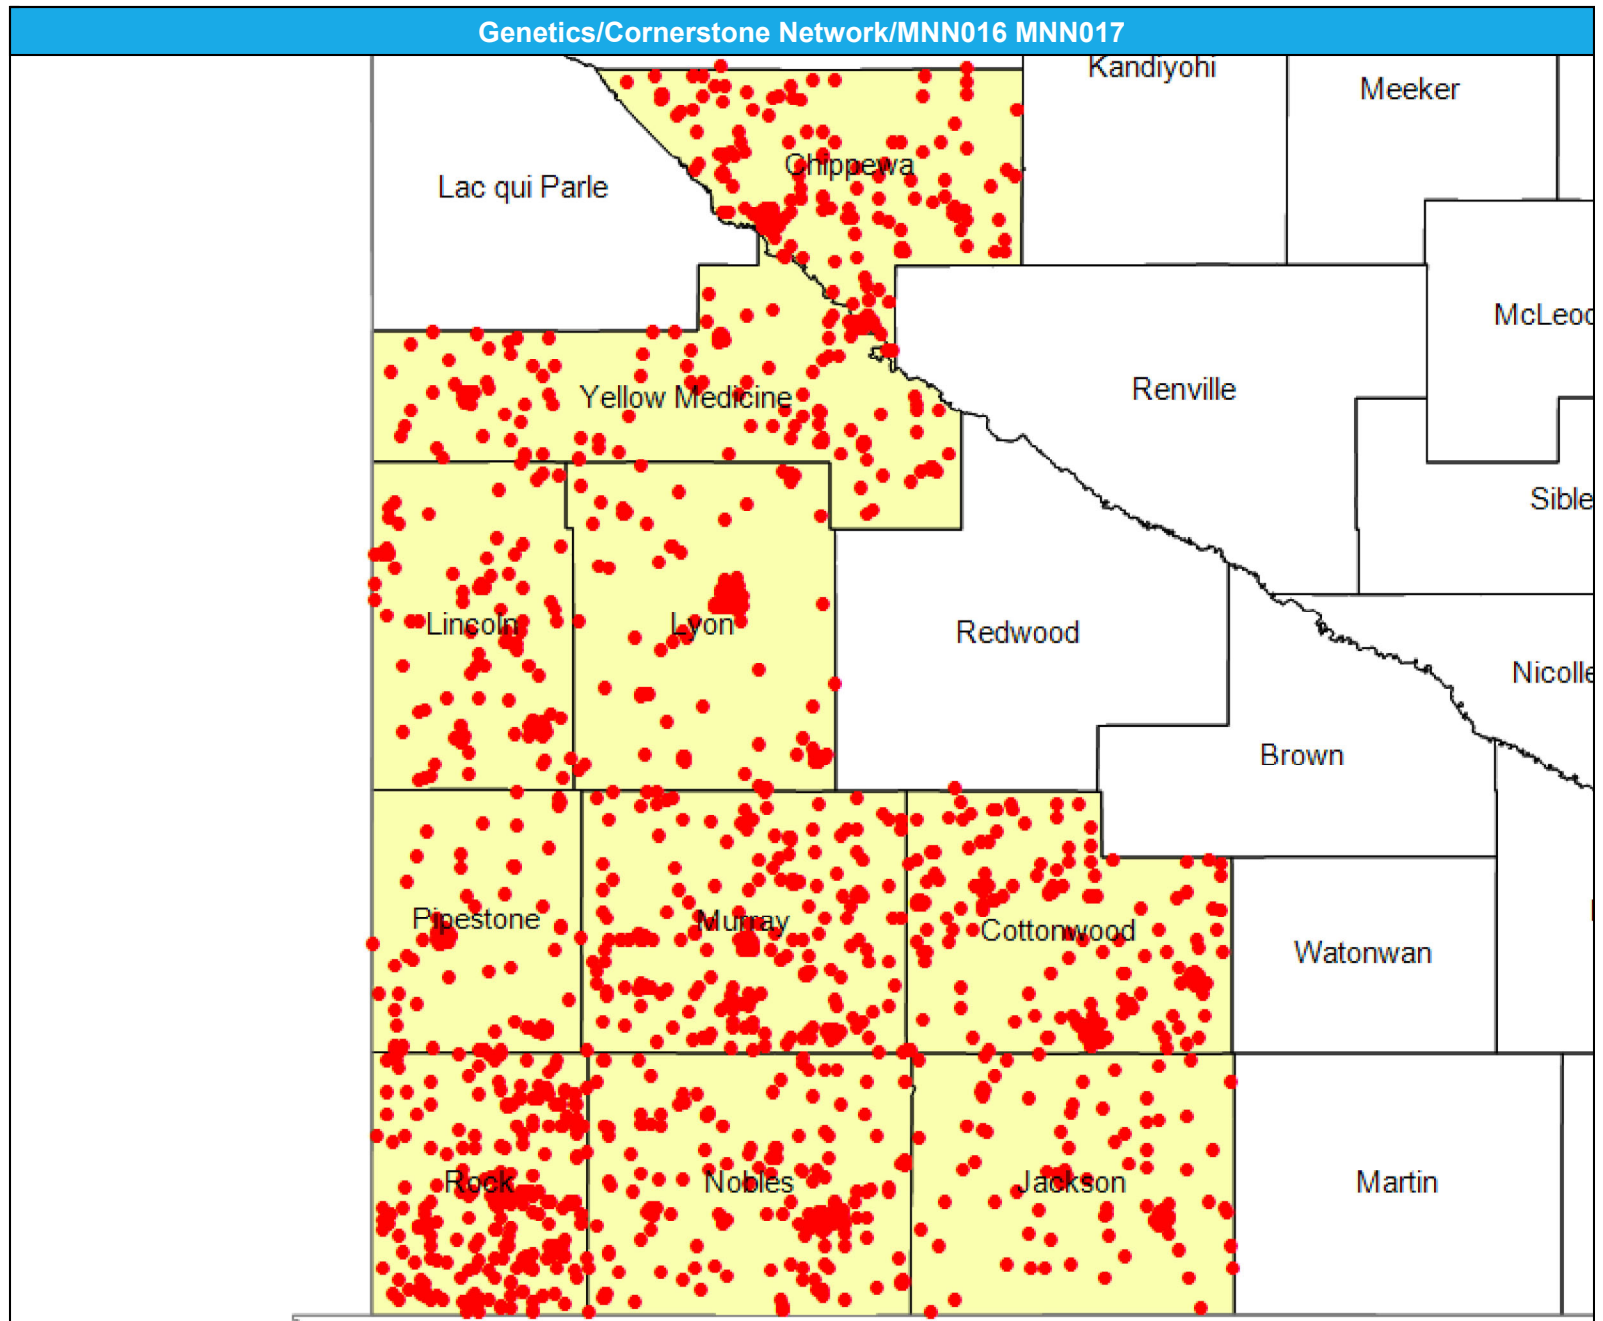 Genetics/Cornerstone Network/MNN016 MNN017
Kandiyohi
Meeker
Chippewa
Lac qui Parle
McLeod
Renville
Yellow Medicine
Sible
Lincoln
Lyon
Redwood
Nicolle
Brown
Pipestone
Murray
Cottonwood
Watonwan
Rock
Nobles
Jackson
Martin